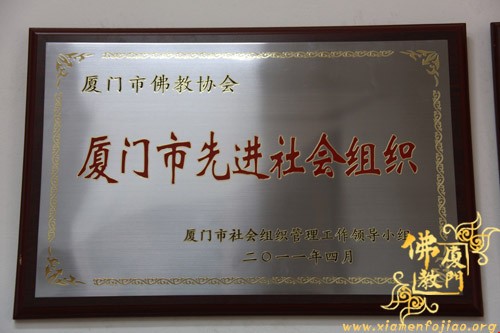 厦门市佛教协会
厦门市先进社会组织
厦门市社会组织管理工作领导小组
二〇一一年四月
佛教
厦門
www.xiamenfojiao.org